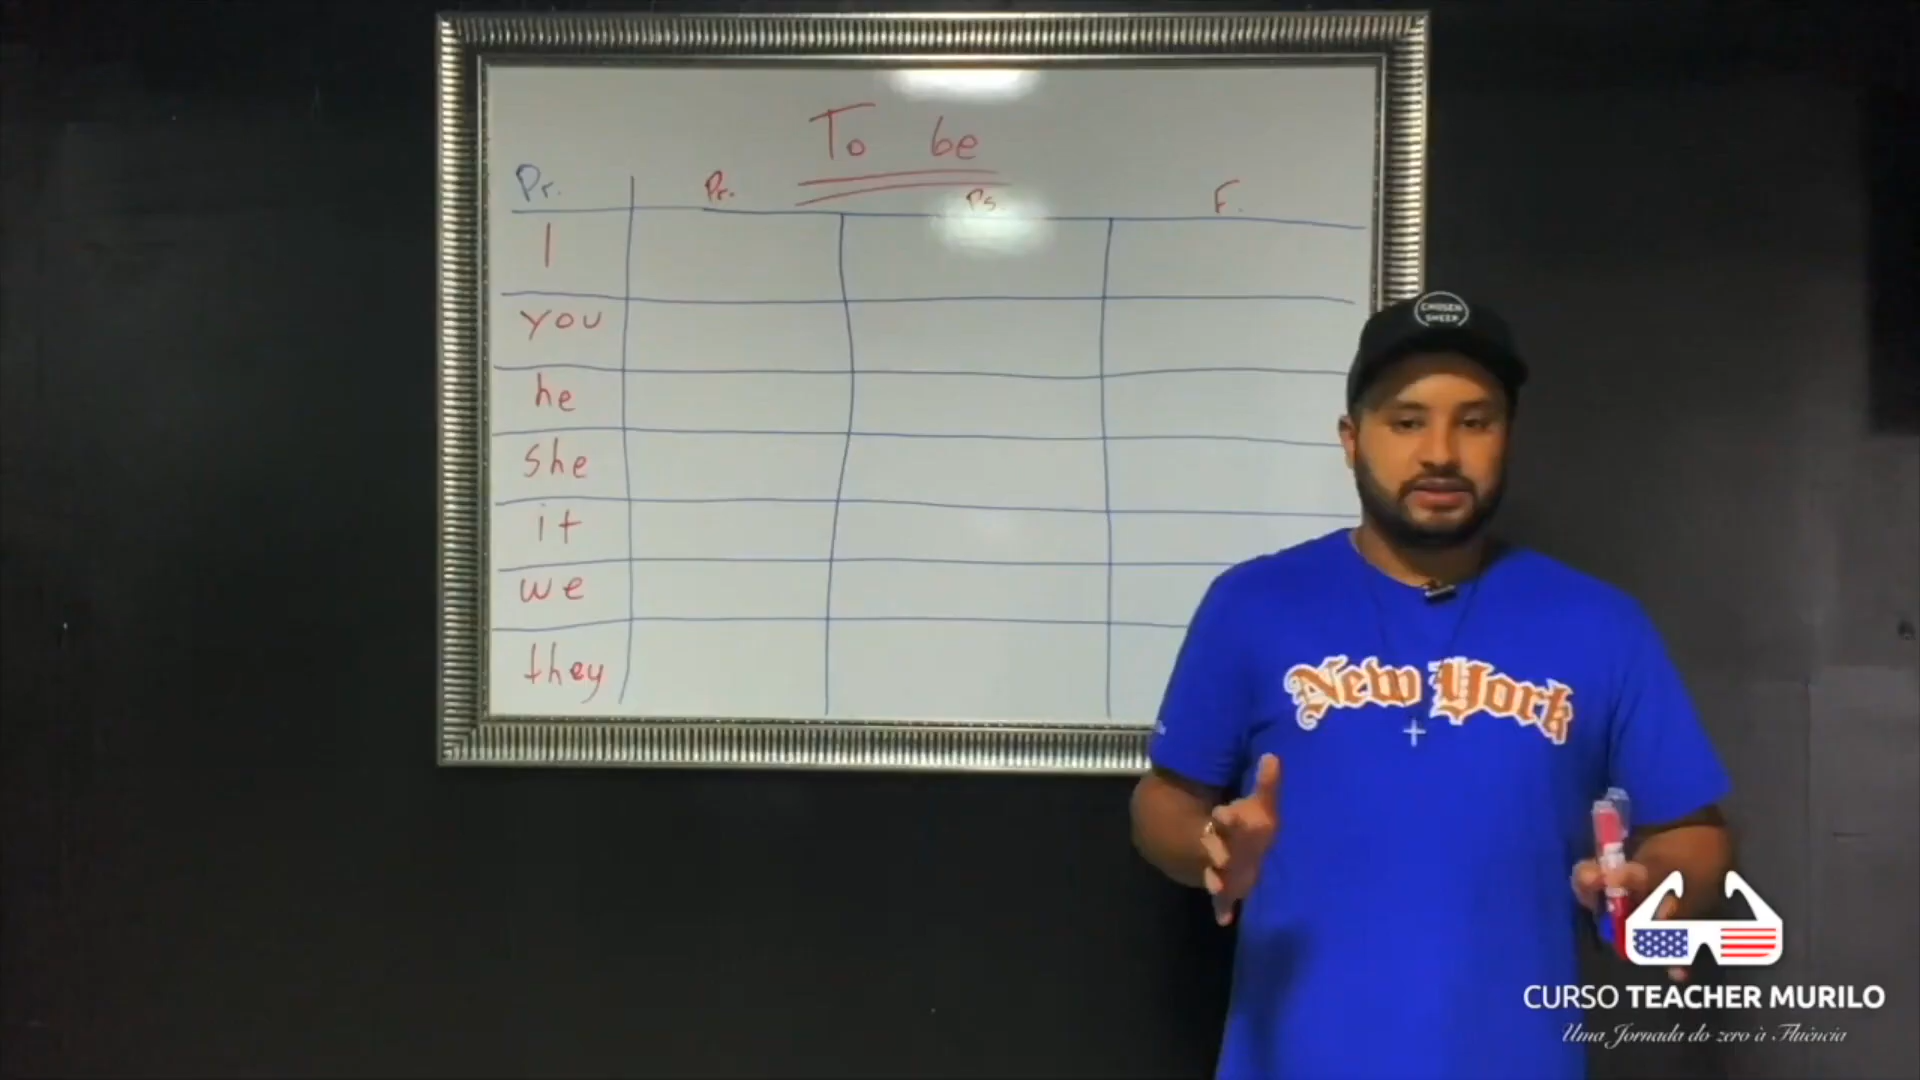 To be
Pr. Pr. Ps. F.
I
you
he
she
it
we
they
CHOSEN
SHEEP
New York
CURSO TEACHER MURILO
Uma Jornada do zero à Fluência